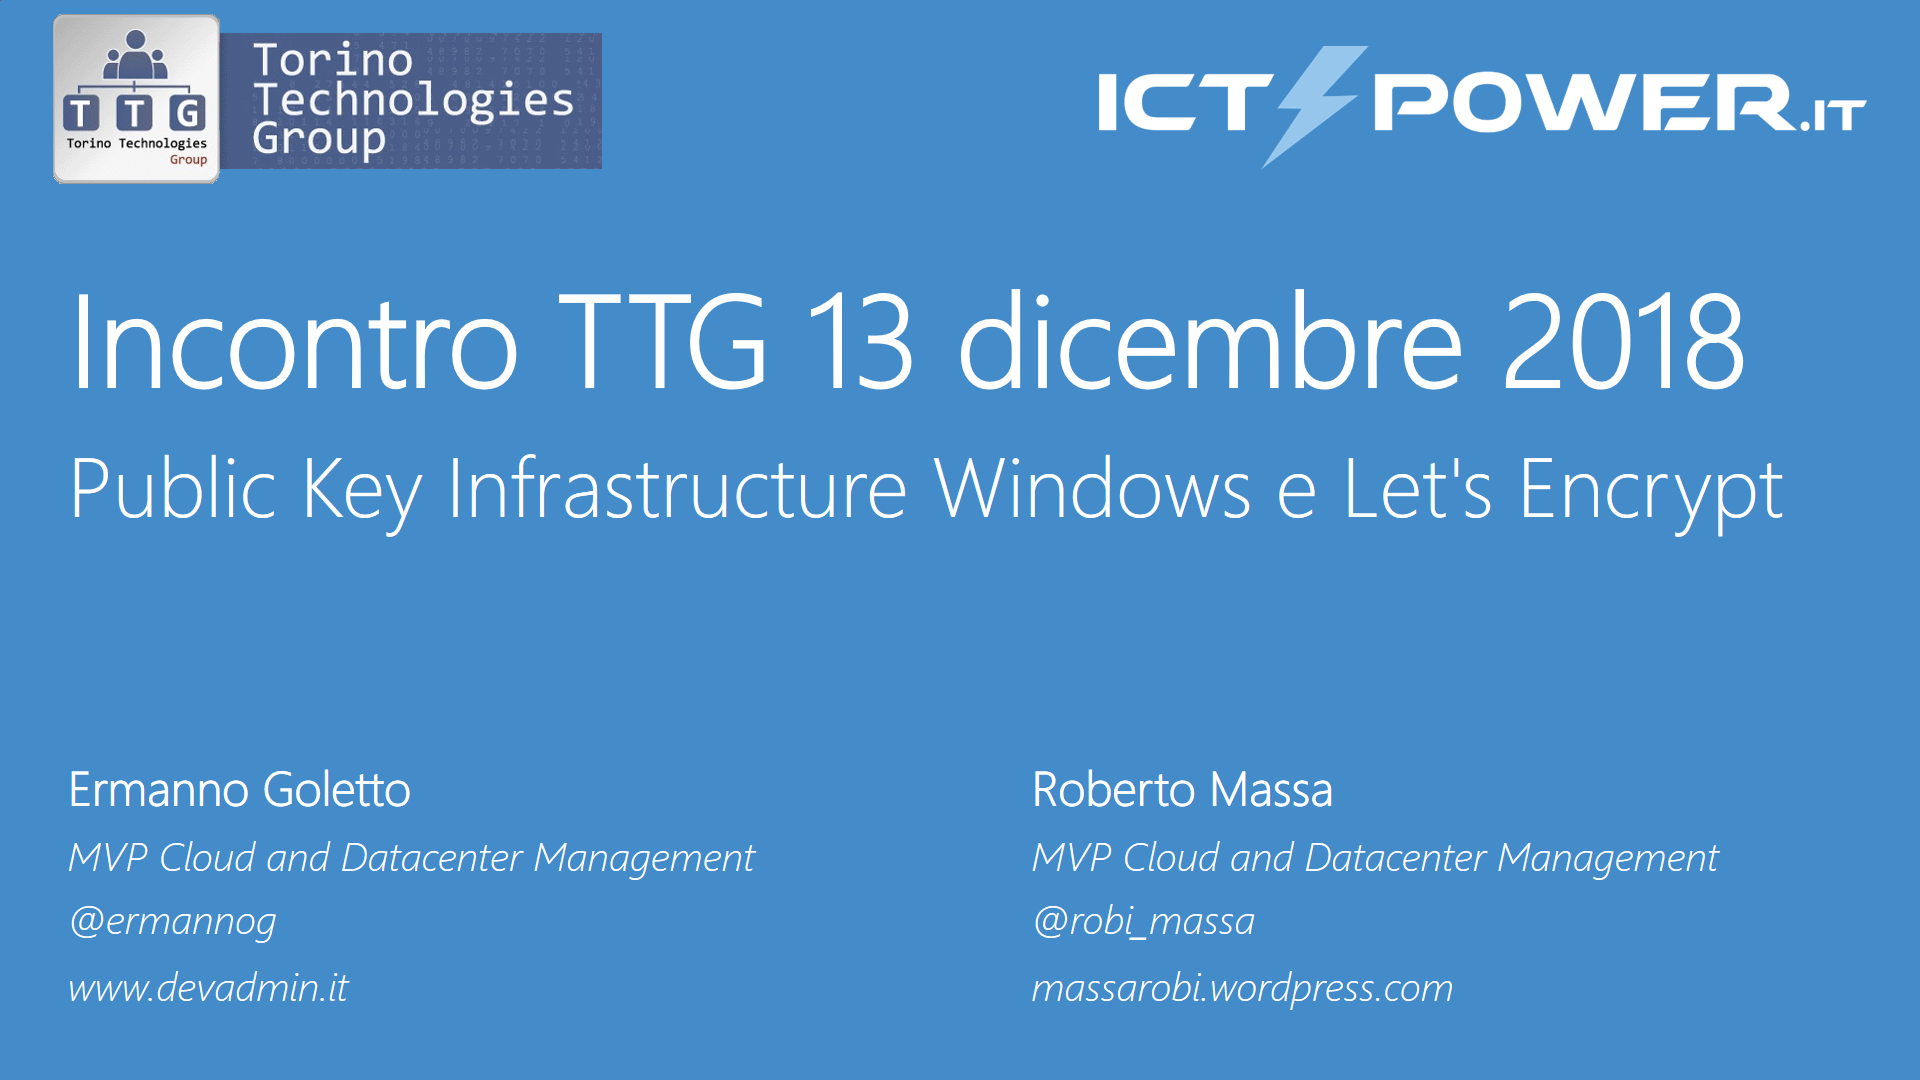 T T G
Torino Technologies
Group
Torino
Technologies
Group
ICT POWER.IT
Incontro TTG 13 dicembre 2018
Public Key Infrastructure Windows e Let's Encrypt
Ermanno Goletto
MVP Cloud and Datacenter Management
@ermannog
www.devadmin.it
Roberto Massa
MVP Cloud and Datacenter Management
@robi_massa
massarobi.wordpress.com